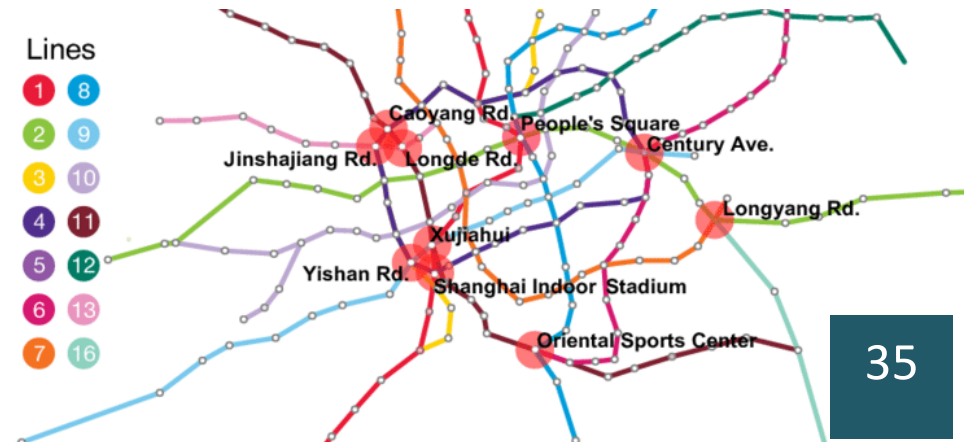 Lines
1 8
2 9
3 10
4 11
5 12
6 13
7 16
Caoyang Rd.
People's Square
Jinshajiang Rd. Longde Rd.
Century Ave.
Longyang Rd.
Xujiahui
Yishan Rd.
Shanghai Indoor Stadium
Oriental Sports Center
35